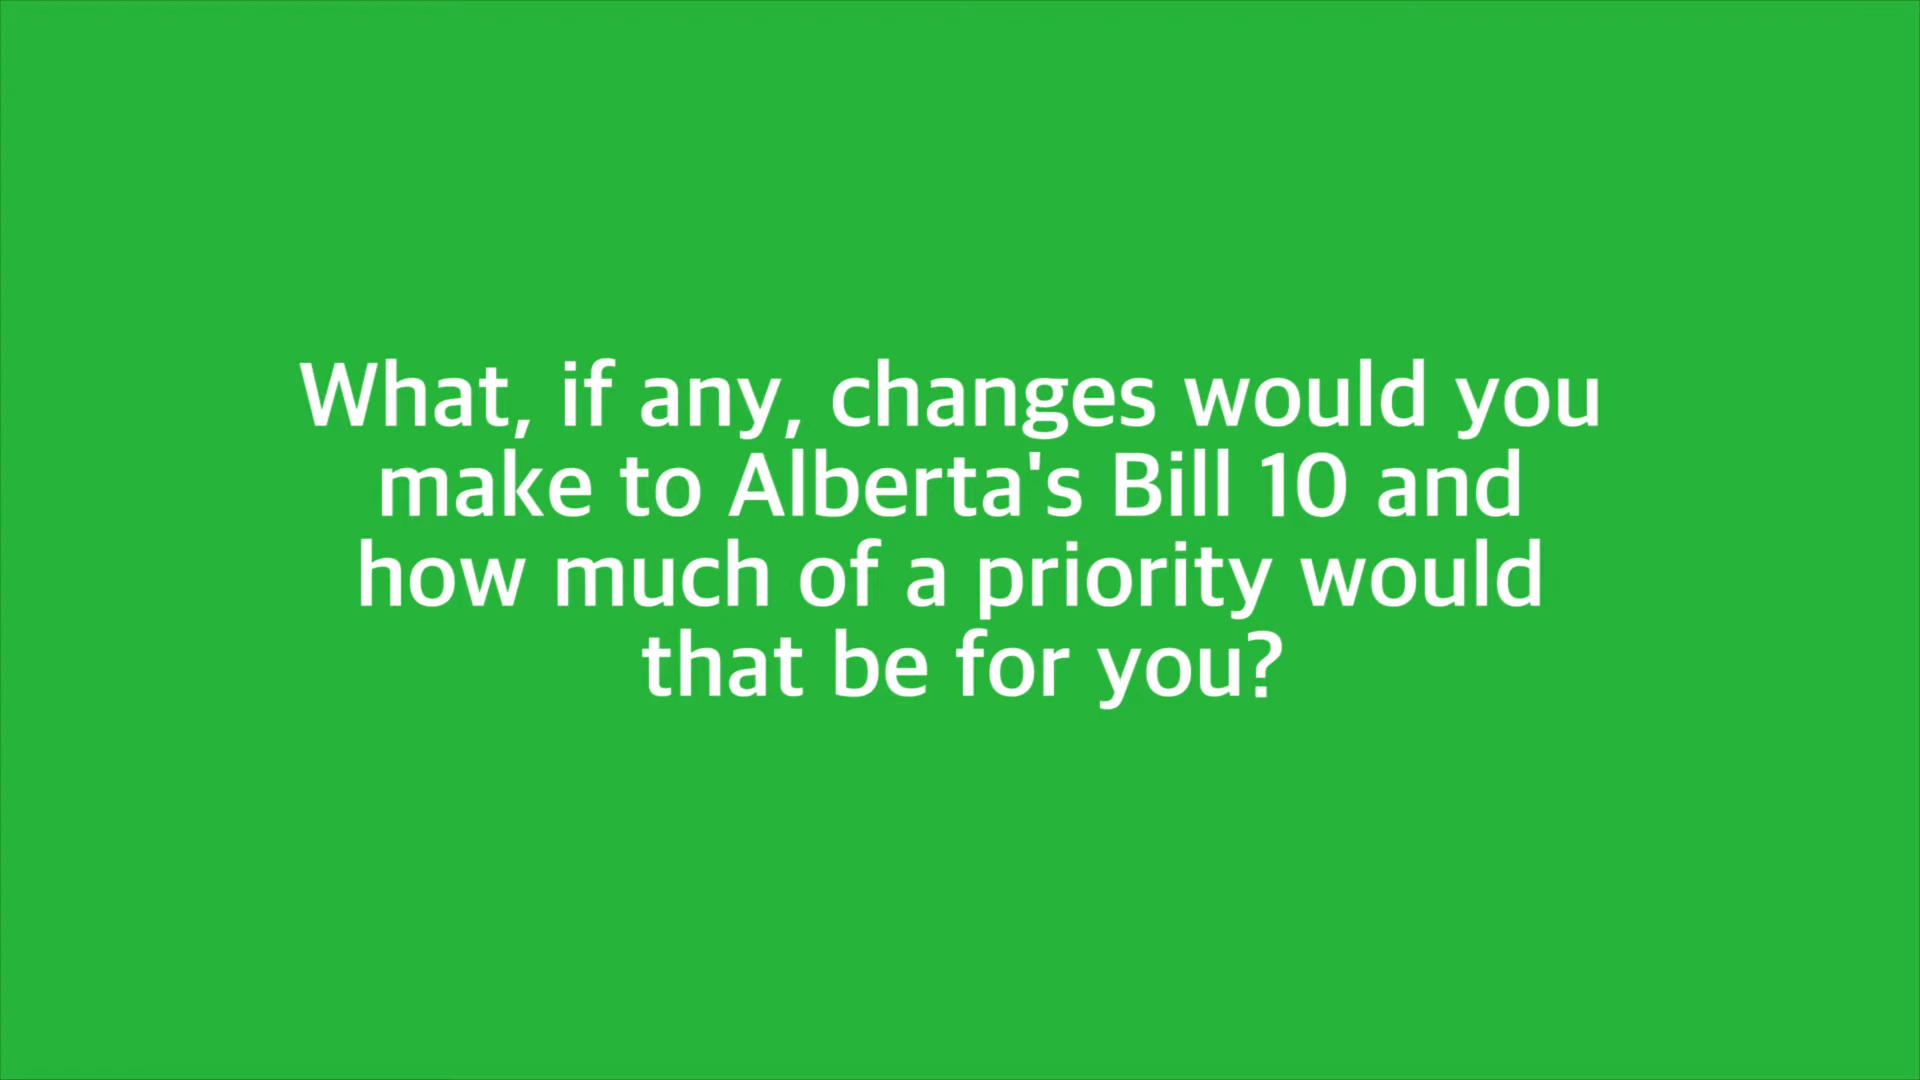 What, if any, changes would you
make to Alberta's Bill 10 and
how much of a priority would
that be for you?